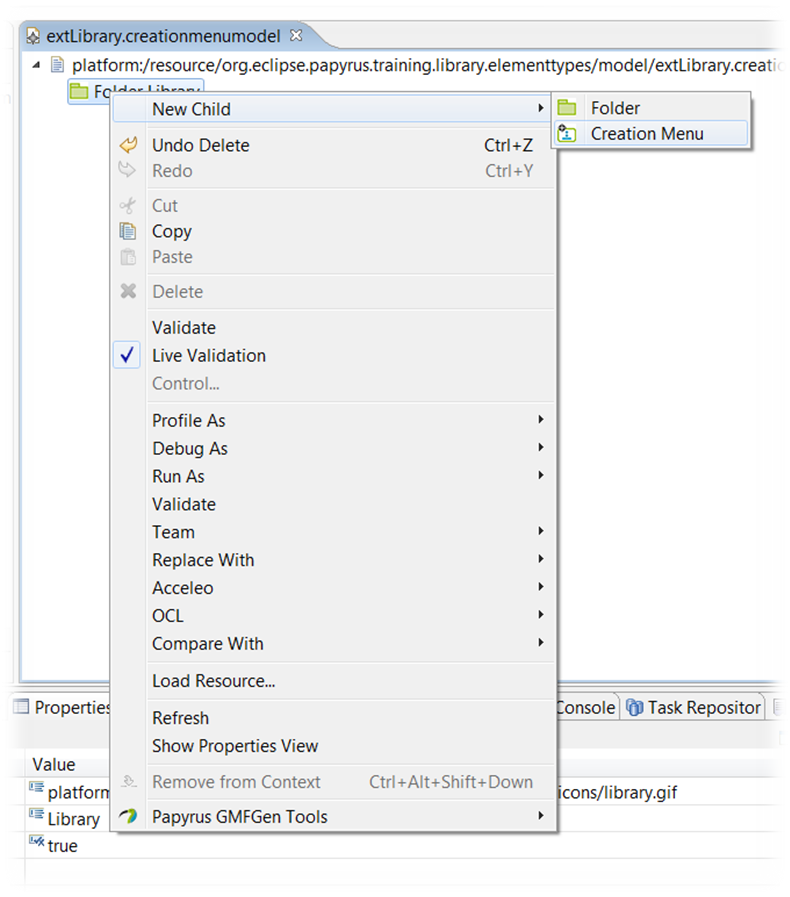 extLibrary.creationmenumodel
platform:/resource/org.eclipse.papyrus.training.library.elementtypes/model/extLibrary.creatio
Folder Library
New Child
Folder
Creation Menu
Undo Delete Ctrl+Z
Redo Ctrl+Y
Cut
Copy
Paste
Delete
Validate
Live Validation
Control...
Profile As
Debug As
Run As
Validate
Team
Replace With
Acceleo
OCL
Compare With
Load Resource...
Properties Console Task Repositor
Refresh
Show Properties View
Value
Remove from Context Ctrl+Alt+Shift+Down
platform icons/library.gif
Papyrus GMFGen Tools
Library
true